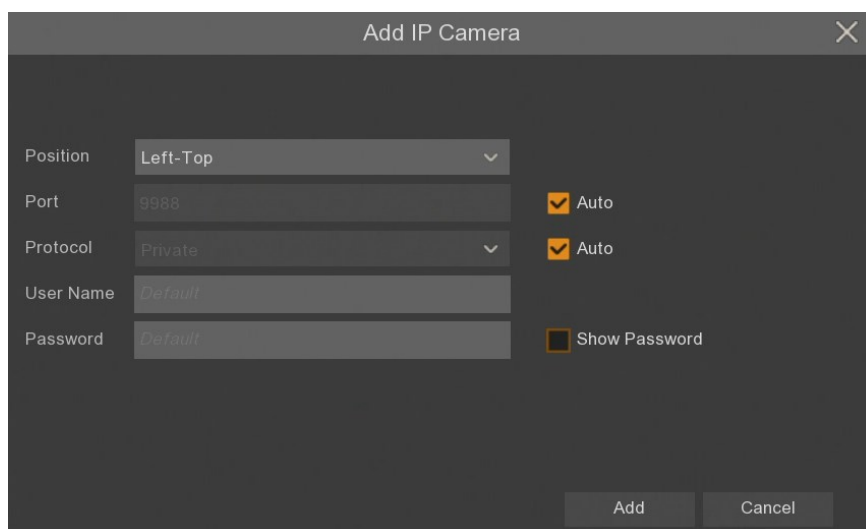 Add IP Camera
Position Left-Top
Port 9988 Auto
Protocol Private Auto
User Name Default
Password Default Show Password
Add Cancel